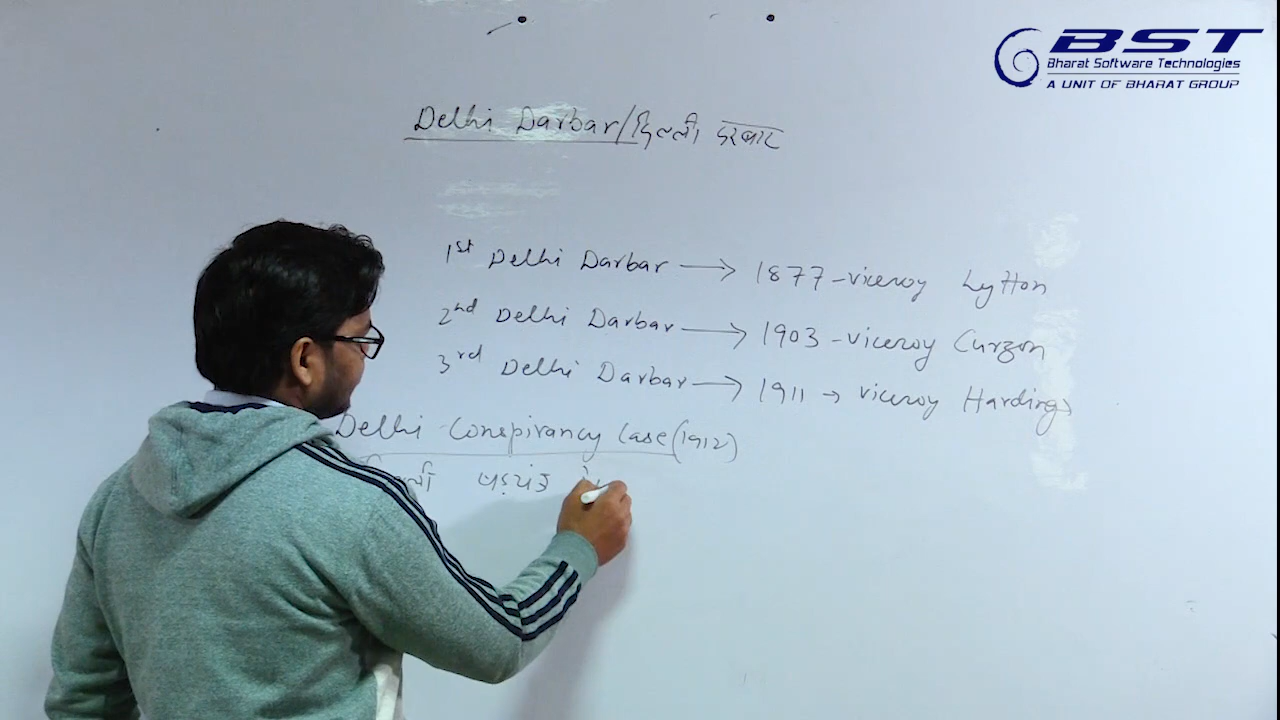 BST
Bharat Software Technologies
A UNIT OF BHARAT GROUP
Delhi Darbar/दिल्ली दरबार
1st Delhi Darbar → 1877 - viceroy Lytton
2nd Delhi Darbar → 1903 - viceroy Curzon
3rd Delhi Darbar → 1911 → viceroy Hardings
Delhi Conspirancy Case (1912)